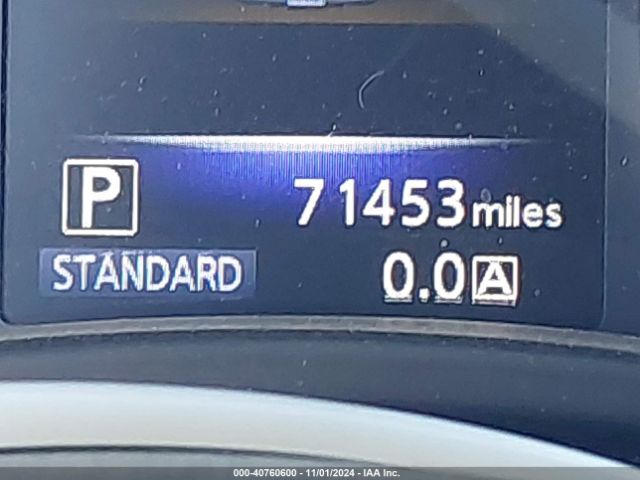 P 71453 miles
STANDARD 0.0 A
000-40760600 - 11/01/2024 - IAA Inc.